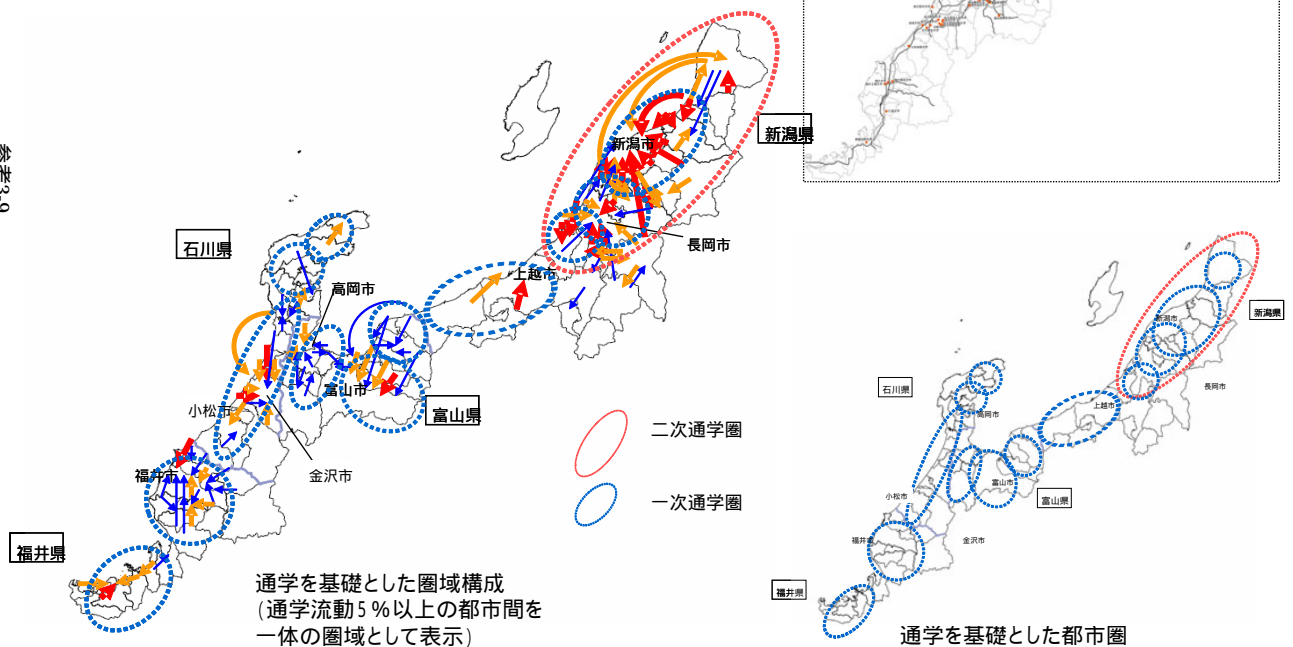 参考3-9
新潟県
新潟市
長岡市
石川県
上越市
高岡市
富山市
富山県
小松市
金沢市
福井市
福井県
二次通学圏
一次通学圏
通学を基礎とした圏域構成
(通学流動5%以上の都市間を
一体の圏域として表示)
新潟県
新潟市
長岡市
石川県
上越市
高岡市
富山市
富山県
小松市
金沢市
福井県
通学を基礎とした都市圏